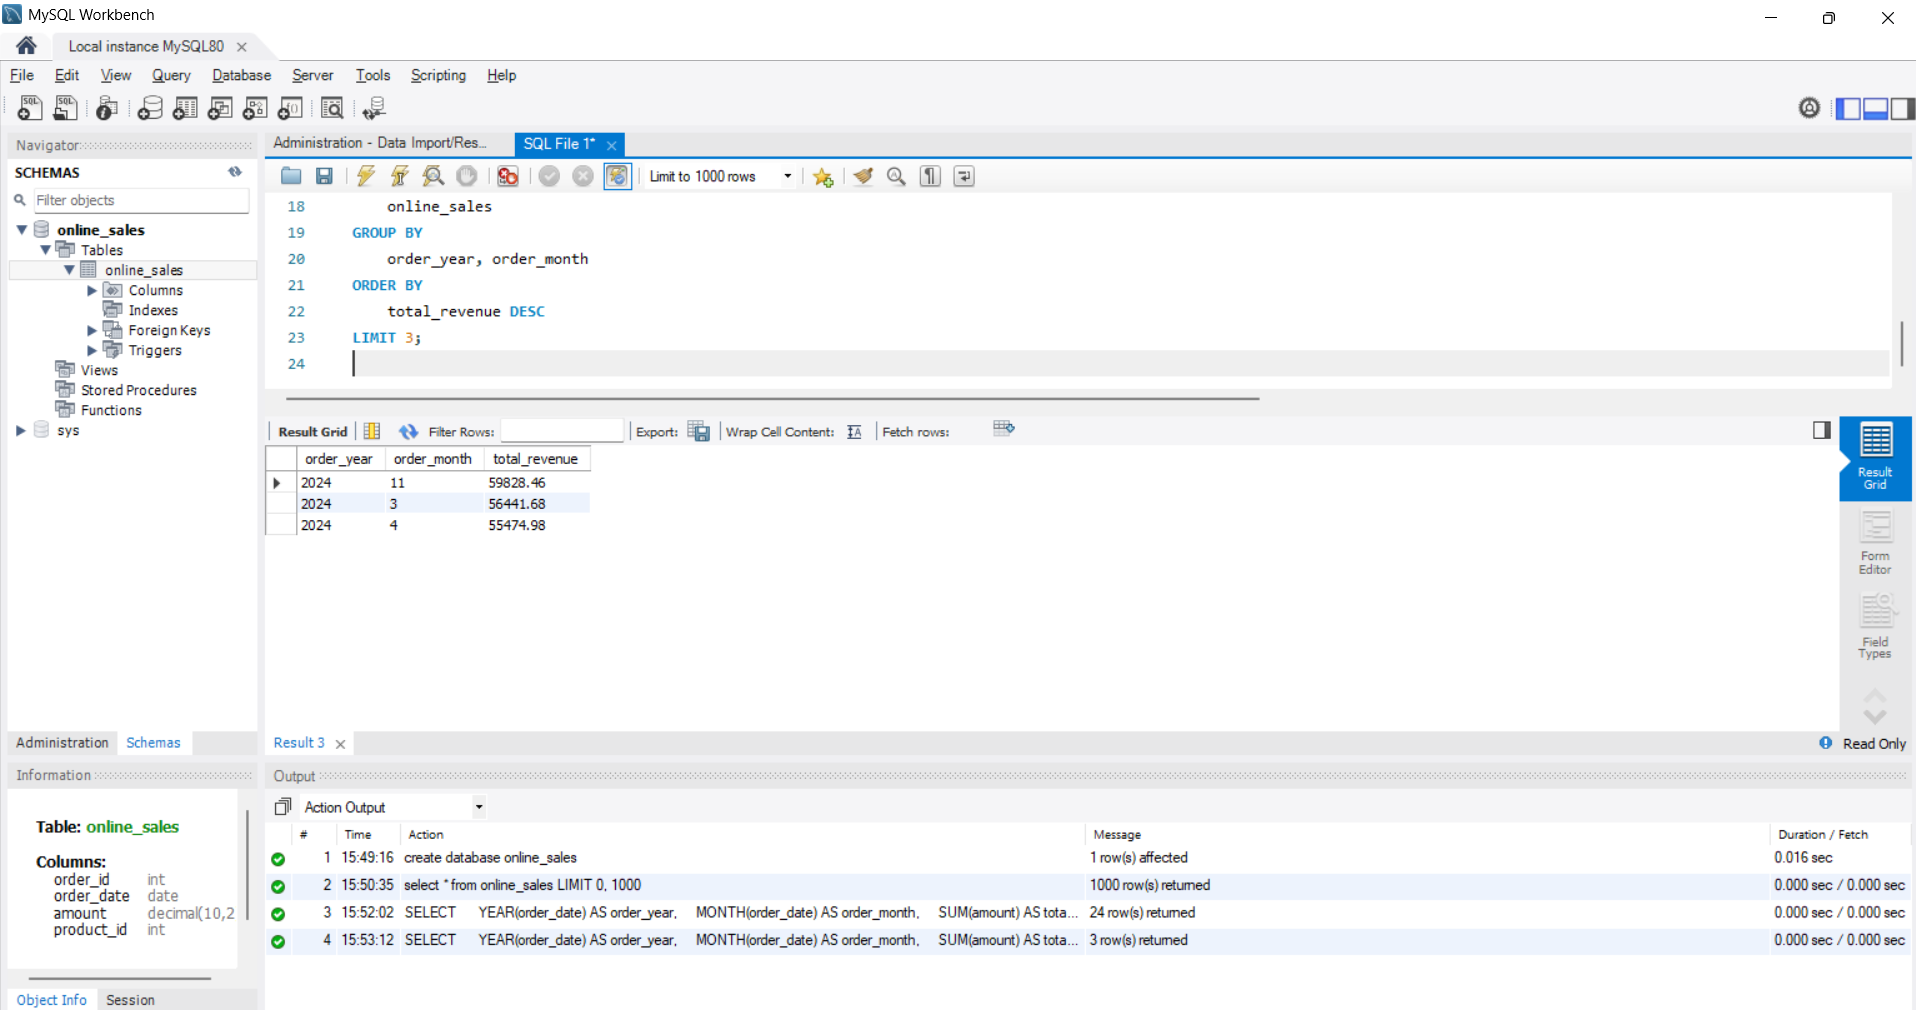 MySQL Workbench
Local instance MySQL80
File Edit View Query Database Server Tools Scripting Help
Navigator
SCHEMAS
Filter objects
online_sales
Tables
online_sales
Columns
Indexes
Foreign Keys
Triggers
Views
Stored Procedures
Functions
sys
Administration Schemas
Information
Table: online_sales
Columns:
order_id int
order_date date
amount decimal(10,2
product_id int
Object Info Session
Administration - Data Import/Res... SQL File 1*
Limit to 1000 rows
18 online_sales
19 GROUP BY
20 order_year, order_month
21 ORDER BY
22 total_revenue DESC
23 LIMIT 3;
24
Result Grid Filter Rows: Export: Wrap Cell Content: Fetch rows:
order_year order_month total_revenue
2024 11 59828.46
2024 3 56441.68
2024 4 55474.98
Result
Grid
Form
Editor
Field
Types
Result 3 Read Only
Output
Action Output
# Time Action Message Duration / Fetch
1 15:49:16 create database online_sales 1 row(s) affected 0.016 sec
2 15:50:35 select * from online_sales LIMIT 0, 1000 1000 row(s) returned 0.000 sec / 0.000 sec
3 15:52:02 SELECT YEAR(order_date) AS order_year, MONTH(order_date) AS order_month, SUM(amount) AS tota... 24 row(s) returned 0.000 sec / 0.000 sec
4 15:53:12 SELECT YEAR(order_date) AS order_year, MONTH(order_date) AS order_month, SUM(amount) AS tota... 3 row(s) returned 0.000 sec / 0.000 sec